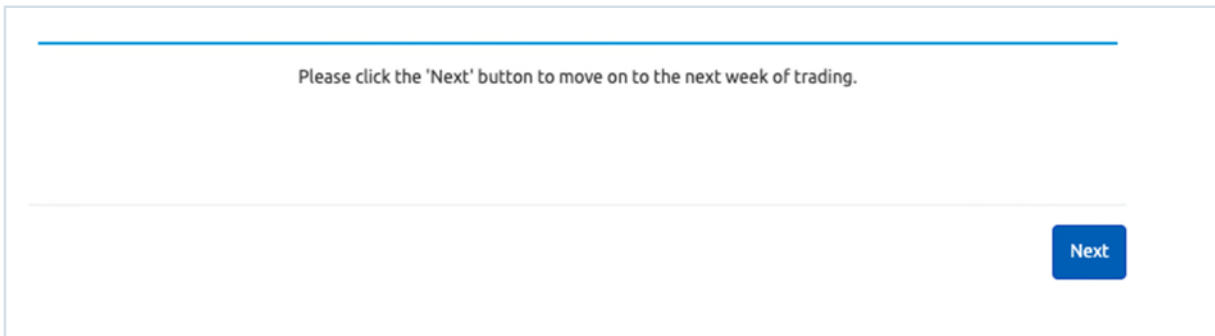 Please click the 'Next' button to move on to the next week of trading.
Next